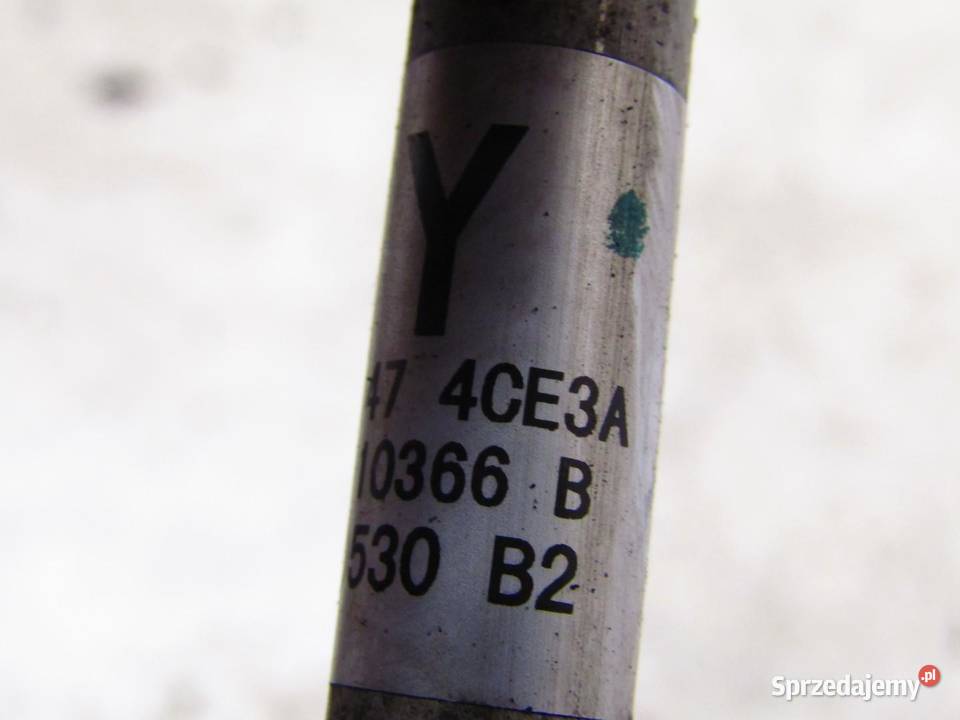 Y
47 4CE3A
10366 B
530 B2
Sprzedajemy.pl